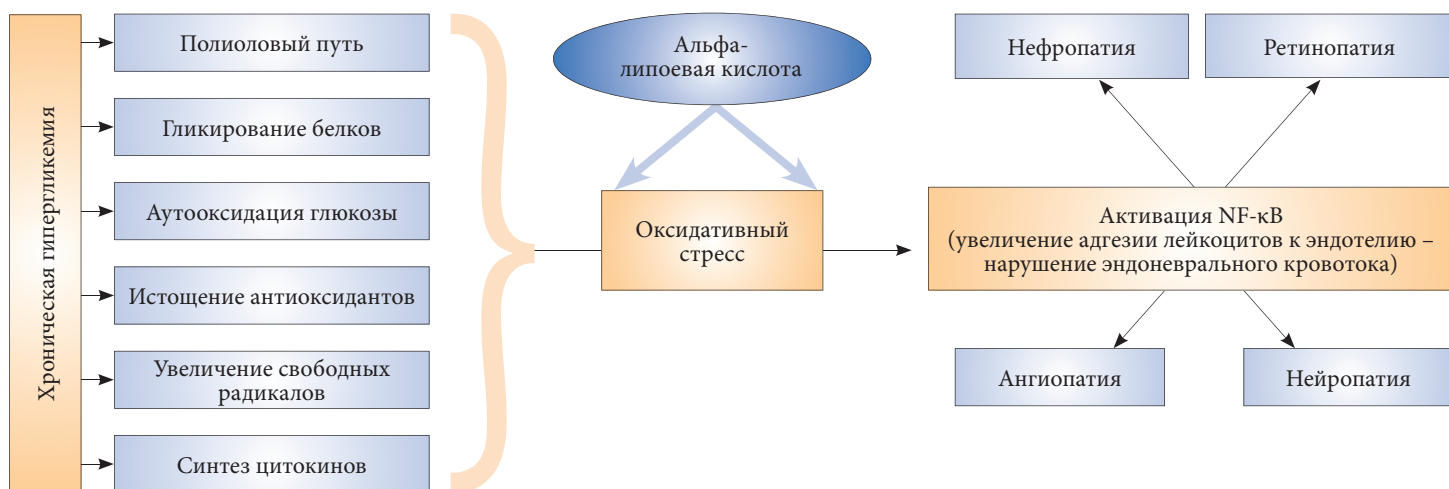 Хроническая гипергликемия
Полиоловый путь
Гликирование белков
Аутооксидация глюкозы
Истощение антиоксидантов
Увеличение свободных
радикалов
Синтез цитокинов
Альфа-
липоевая кислота
Оксидативный
стресс
Нефропатия
Ретинопатия
Активация NF-κB
(увеличение адгезии лейкоцитов к эндотелию –
нарушение эндоневрального кровотока)
Ангиопатия
Нейропатия